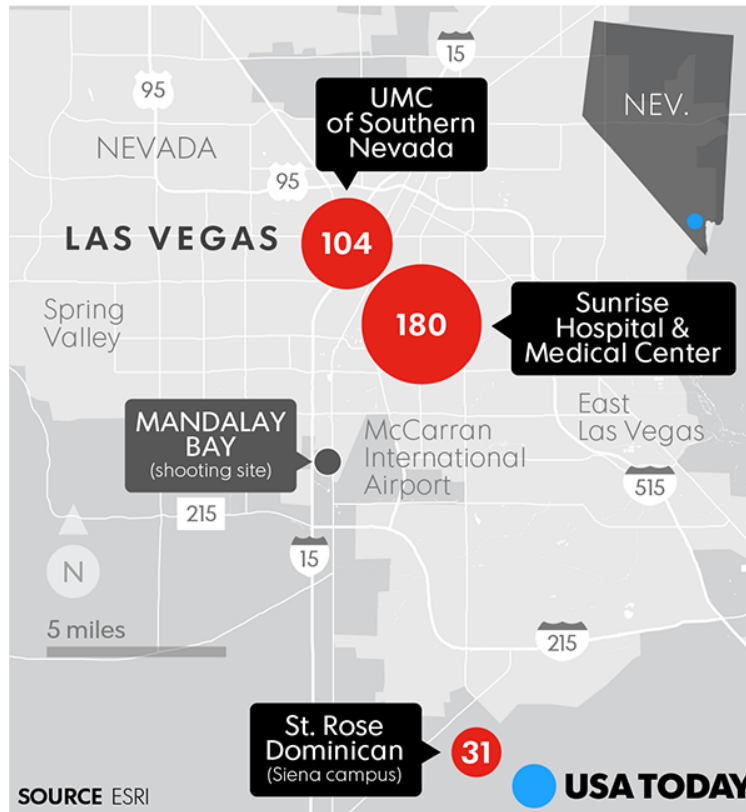 15
95
UMC
of Southern
Nevada
NEV.
NEVADA
95
LAS VEGAS
104
180
Sunrise
Hospital &
Medical Center
Spring
Valley
MANDALAY
BAY
(shooting site)
McCarran
International
Airport
East
Las Vegas
515
215
15
N
5 miles
215
St. Rose
Dominican
(Siena campus)
31
SOURCE ESRI
USA TODAY